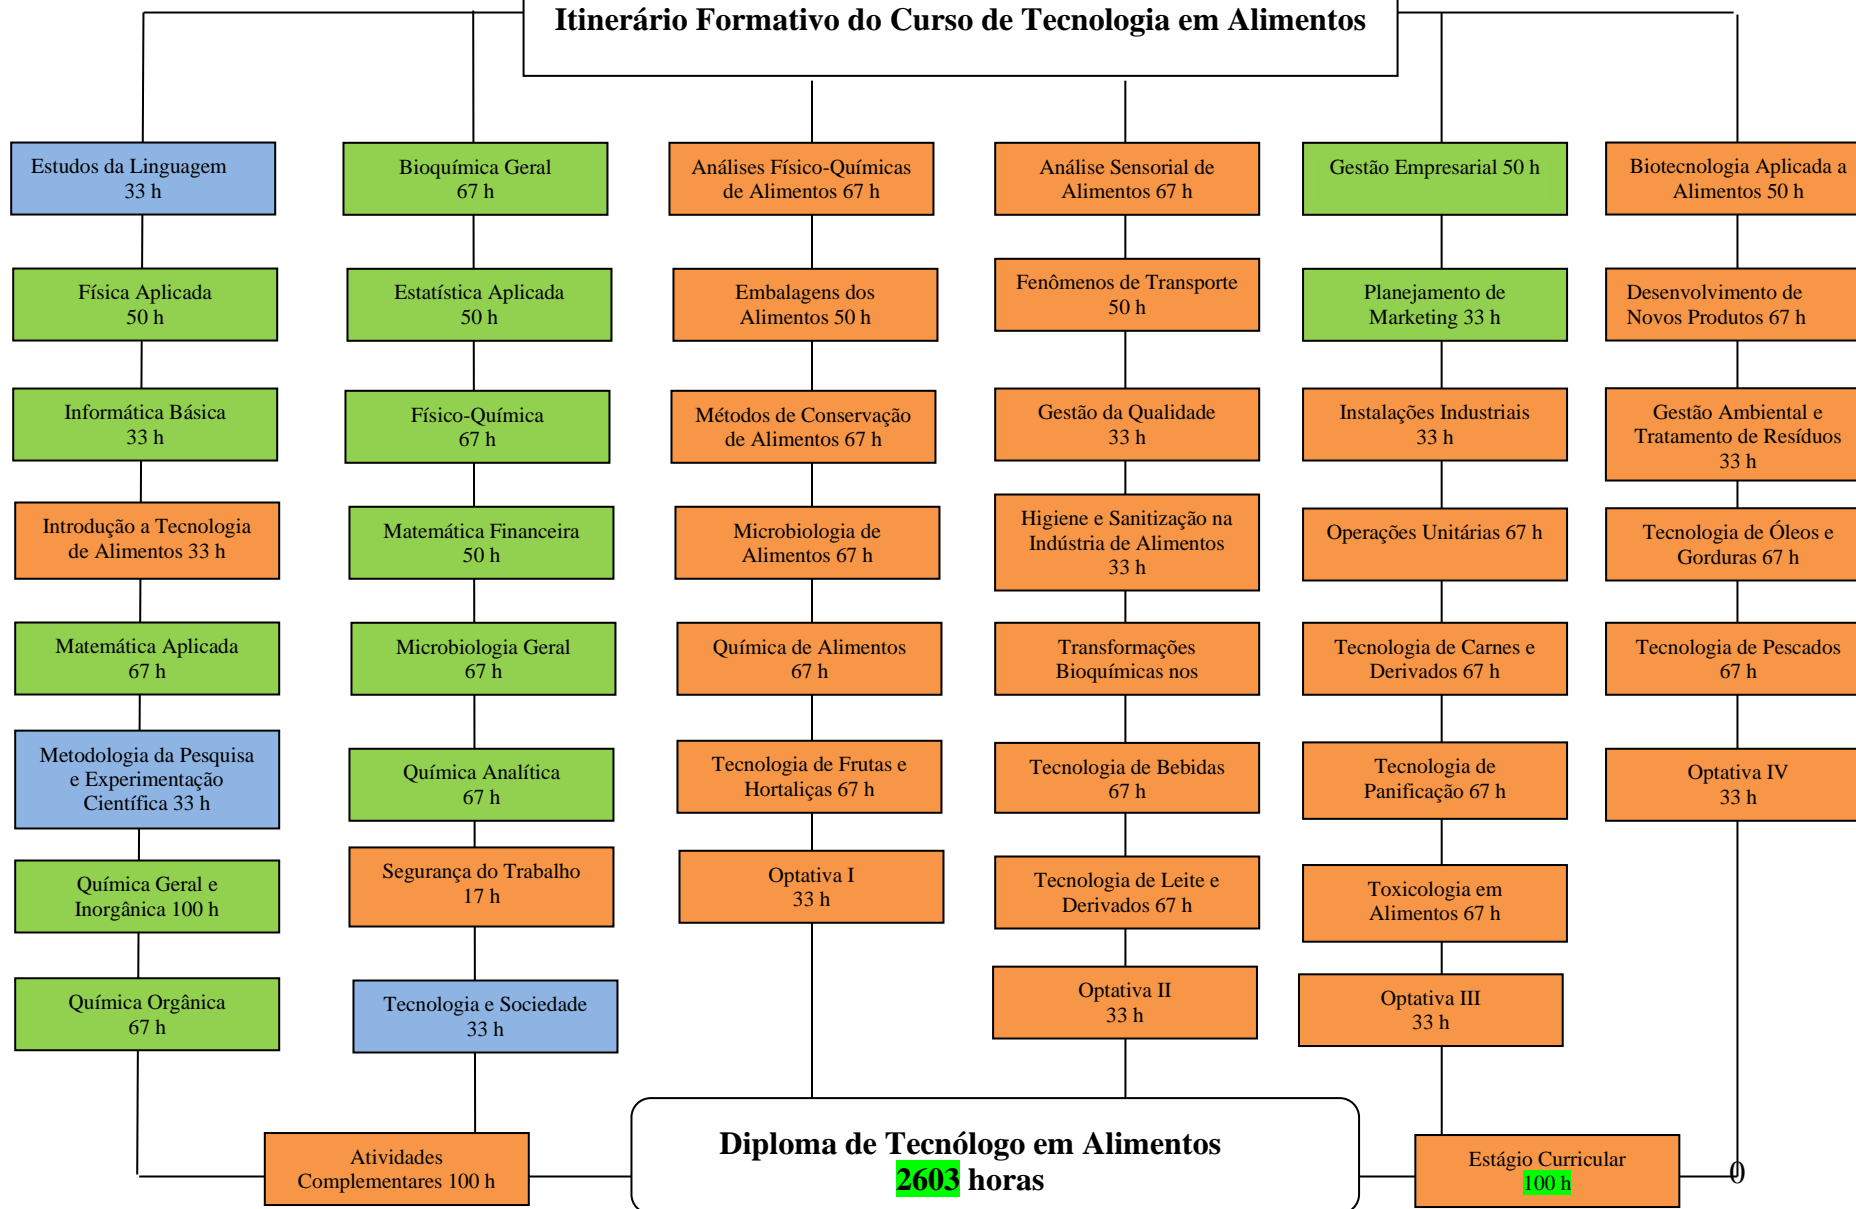 Itinerário Formativo do Curso de Tecnologia em Alimentos
Estudos da Linguagem
33 h
Física Aplicada
50 h
Informática Básica
33 h
Introdução a Tecnologia
de Alimentos 33 h
Matemática Aplicada
67 h
Metodologia da Pesquisa
e Experimentação
Científica 33 h
Química Geral e
Inorgânica 100 h
Química Orgânica
67 h
Bioquímica Geral
67 h
Estatística Aplicada
50 h
Físico-Química
67 h
Matemática Financeira
50 h
Microbiologia Geral
67 h
Química Analítica
67 h
Segurança do Trabalho
17 h
Tecnologia e Sociedade
33 h
Análises Físico-Químicas
de Alimentos 67 h
Embalagens dos
Alimentos 50 h
Métodos de Conservação
de Alimentos 67 h
Microbiologia de
Alimentos 67 h
Química de Alimentos
67 h
Tecnologia de Frutas e
Hortaliças 67 h
Optativa I
33 h
Análise Sensorial de
Alimentos 67 h
Fenômenos de Transporte
50 h
Gestão da Qualidade
33 h
Higiene e Sanitização na
Indústria de Alimentos
33 h
Transformações
Bioquímicas nos
Tecnologia de Bebidas
67 h
Tecnologia de Leite e
Derivados 67 h
Optativa II
33 h
Gestão Empresarial 50 h
Planejamento de
Marketing 33 h
Instalações Industriais
33 h
Operações Unitárias 67 h
Tecnologia de Carnes e
Derivados 67 h
Tecnologia de
Panificação 67 h
Toxicologia em
Alimentos 67 h
Optativa III
33 h
Biotecnologia Aplicada a
Alimentos 50 h
Desenvolvimento de
Novos Produtos 67 h
Gestão Ambiental e
Tratamento de Resíduos
33 h
Tecnologia de Óleos e
Gorduras 67 h
Tecnologia de Pescados
67 h
Optativa IV
33 h
Atividades
Complementares 100 h
Diploma de Tecnólogo em Alimentos
2603 horas
Estágio Curricular
100 h
0